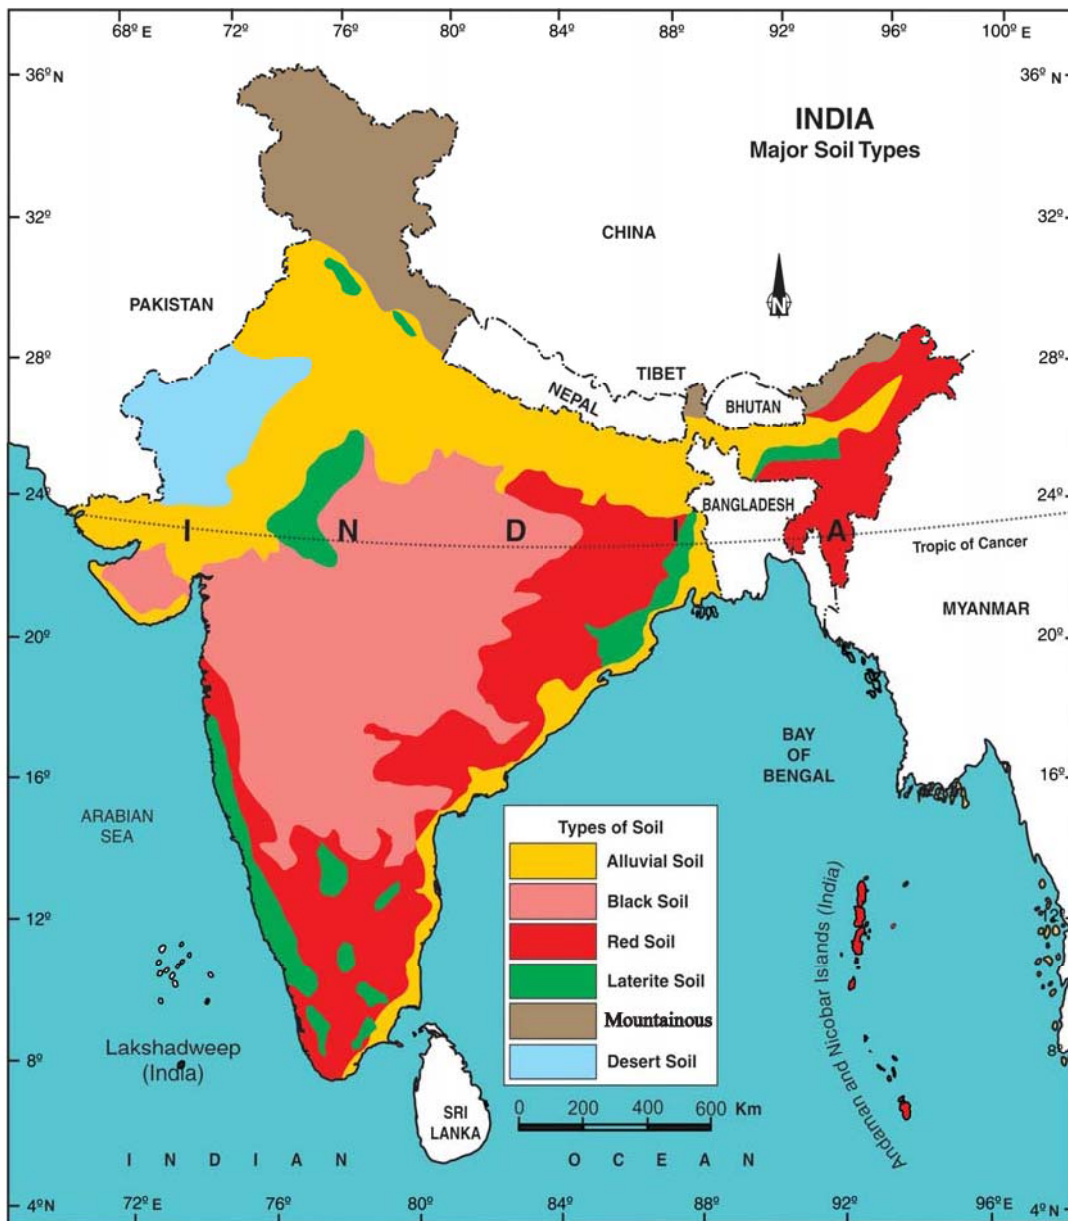 68º E 72º 76º 80º 84º 88º 92º 96º 100º E
36º N 36º N
INDIA
Major Soil Types
32º 32º
CHINA
N
PAKISTAN
28º 28º
TIBET
NEPAL
BHUTAN
24º 24º
BANGLADESH
I N D I A
Tropic of Cancer
MYANMAR
20º 20º
BAY
OF
BENGAL
16º 16º
ARABIAN
SEA
Types of Soil
Alluvial Soil
Black Soil
Red Soil
Laterite Soil
Mountainous
Desert Soil
12º 12º
Andaman and Nicobar Islands (India)
Lakshadweep
(India)
8º 8º
SRI
LANKA
0 200 400 600 Km
I N D I A N O C E A N
4ºN 4ºN
72º E 76º 80º 84º 88º 92º 96º E